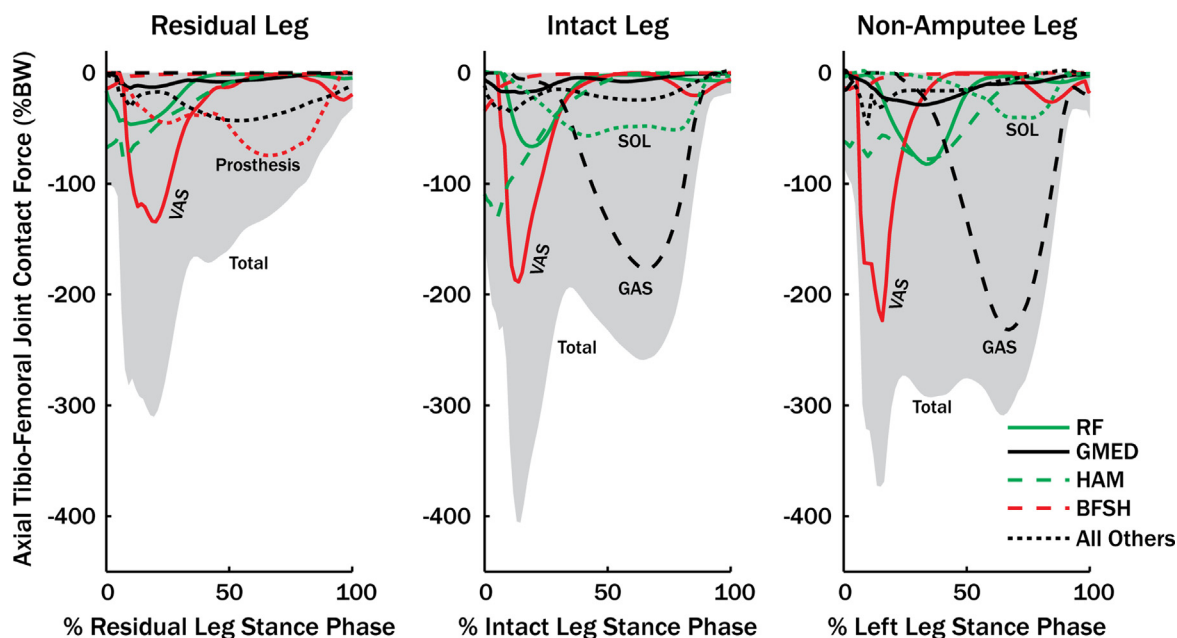 Residual Leg
Intact Leg
Non-Amputee Leg
Axial Tibio-Femoral Joint Contact Force (%BW)
0
-100
-200
-300
-400
VAS
Prosthesis
Total
0 50 100
% Residual Leg Stance Phase
0
-100
-200
-300
-400
SOL
VAS
GAS
Total
0 50 100
% Intact Leg Stance Phase
0
-100
-200
-300
-400
SOL
VAS
GAS
Total
RF
GMED
HAM
BFSH
All Others
0 50 100
% Left Leg Stance Phase